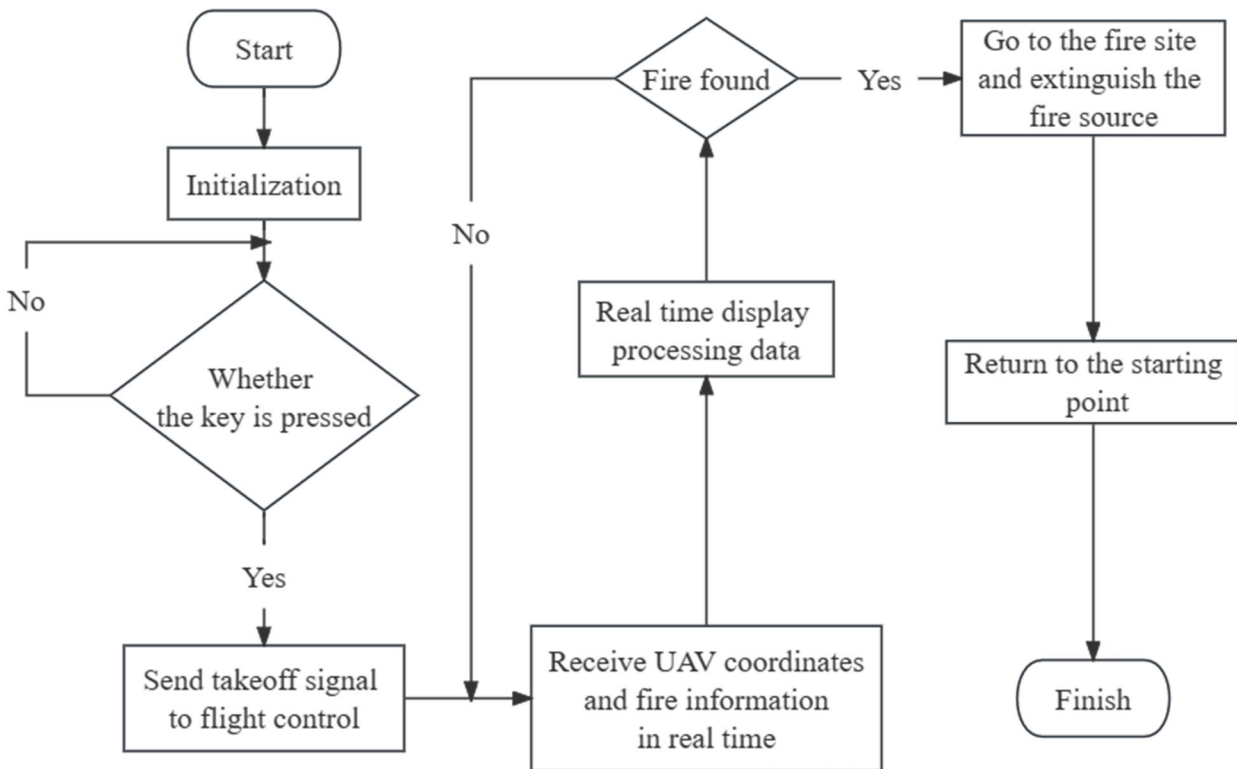 Start
Initialization
No
Whether
the key is pressed
Yes
Send takeoff signal
to flight control
Receive UAV coordinates
and fire information
in real time
Real time display
processing data
Fire found
No
Yes
Go to the fire site
and extinguish the
fire source
Return to the starting
point
Finish